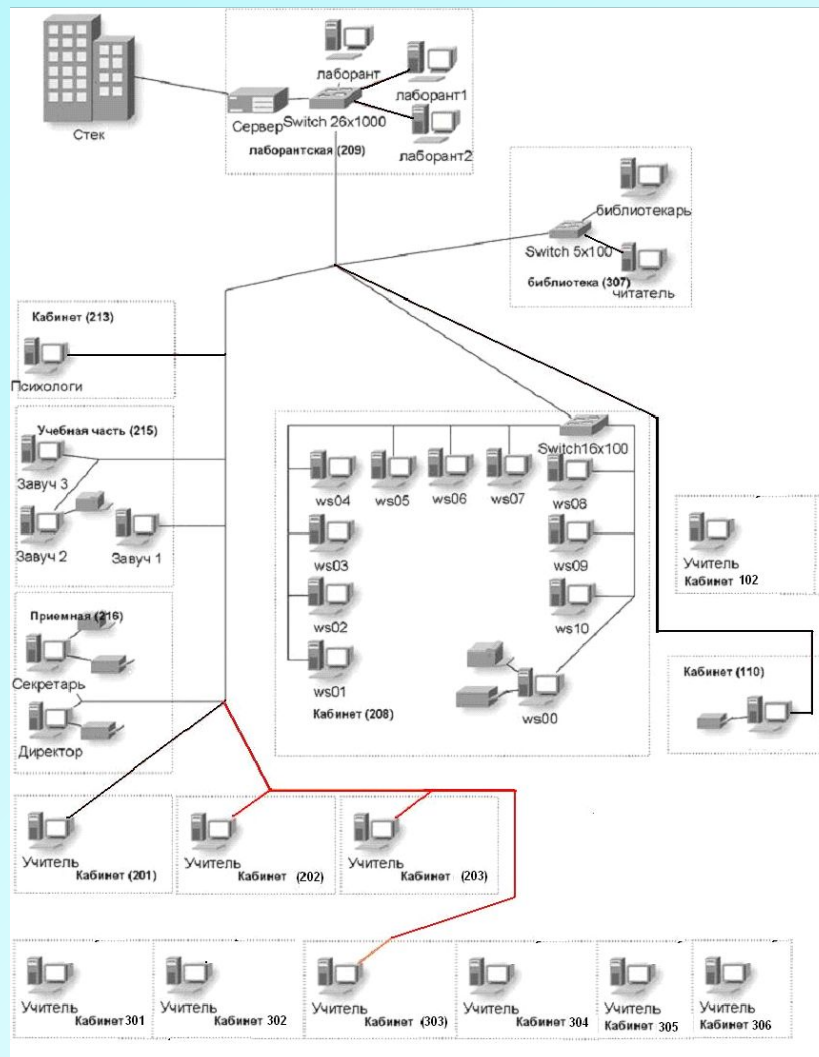 Стек
Сервер
Switch 26x1000
лаборант
лаборант1
лаборант2
лаборантская (209)
библиотекарь
Switch 5x100
библиотека (307)
читатель
Кабинет (213)
Психологи
Учебная часть (215)
Завуч 3
Завуч 2
Завуч 1
Приемная (216)
Секретарь
Директор
Switch16x100
ws04
ws05
ws06
ws07
ws08
ws03
ws09
ws02
ws10
ws01
ws00
Кабинет (208)
Учитель
Кабинет 102
Кабинет (110)
Учитель
Кабинет (201)
Учитель
Кабинет (202)
Учитель
Кабинет (203)
Учитель
Кабинет 301
Учитель
Кабинет 302
Учитель
Кабинет (303)
Учитель
Кабинет 304
Учитель
Кабинет 305
Учитель
Кабинет 306